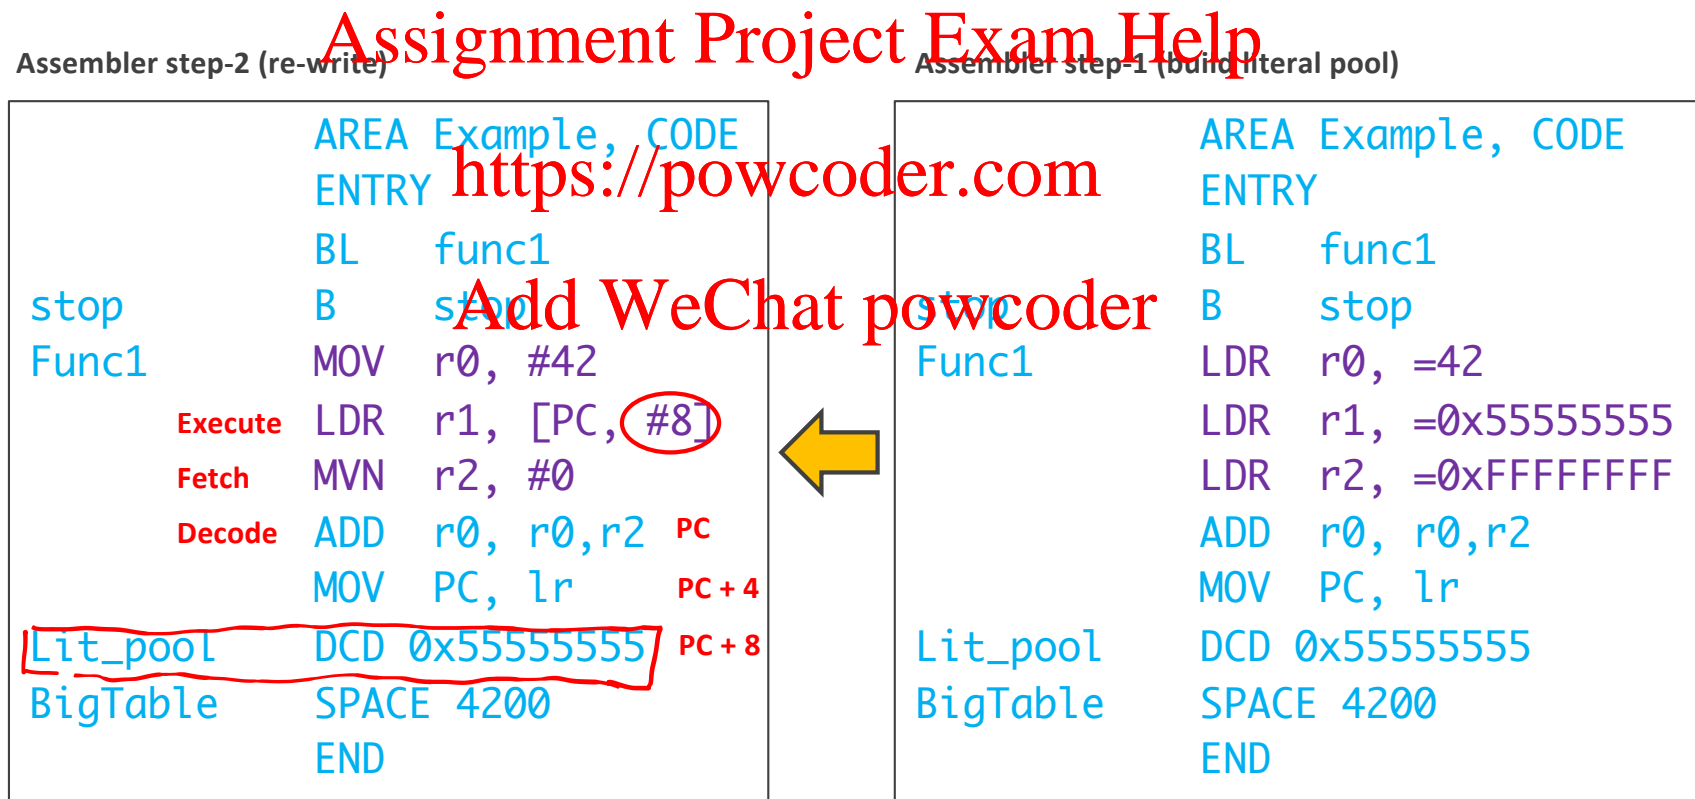 Assignment Project Exam Help
Assembler step-2 (re-write)
AREA Example, CODE
ENTRY
BL func1
stop B stop
Func1 MOV r0, #42
Execute LDR r1, [PC, #8]
Fetch MVN r2, #0
Decode ADD r0, r0,r2 PC
MOV PC, lr PC + 4
Lit_pool DCD 0x55555555 PC + 8
BigTable SPACE 4200
END
https://powcoder.com
Add WeChat powcoder
Assembler step-1 (build literal pool)
AREA Example, CODE
ENTRY
BL func1
stop B stop
Func1 LDR r0, =42
LDR r1, =0x55555555
LDR r2, =0xFFFFFFFF
ADD r0, r0,r2
MOV PC, lr
Lit_pool DCD 0x55555555
BigTable SPACE 4200
END